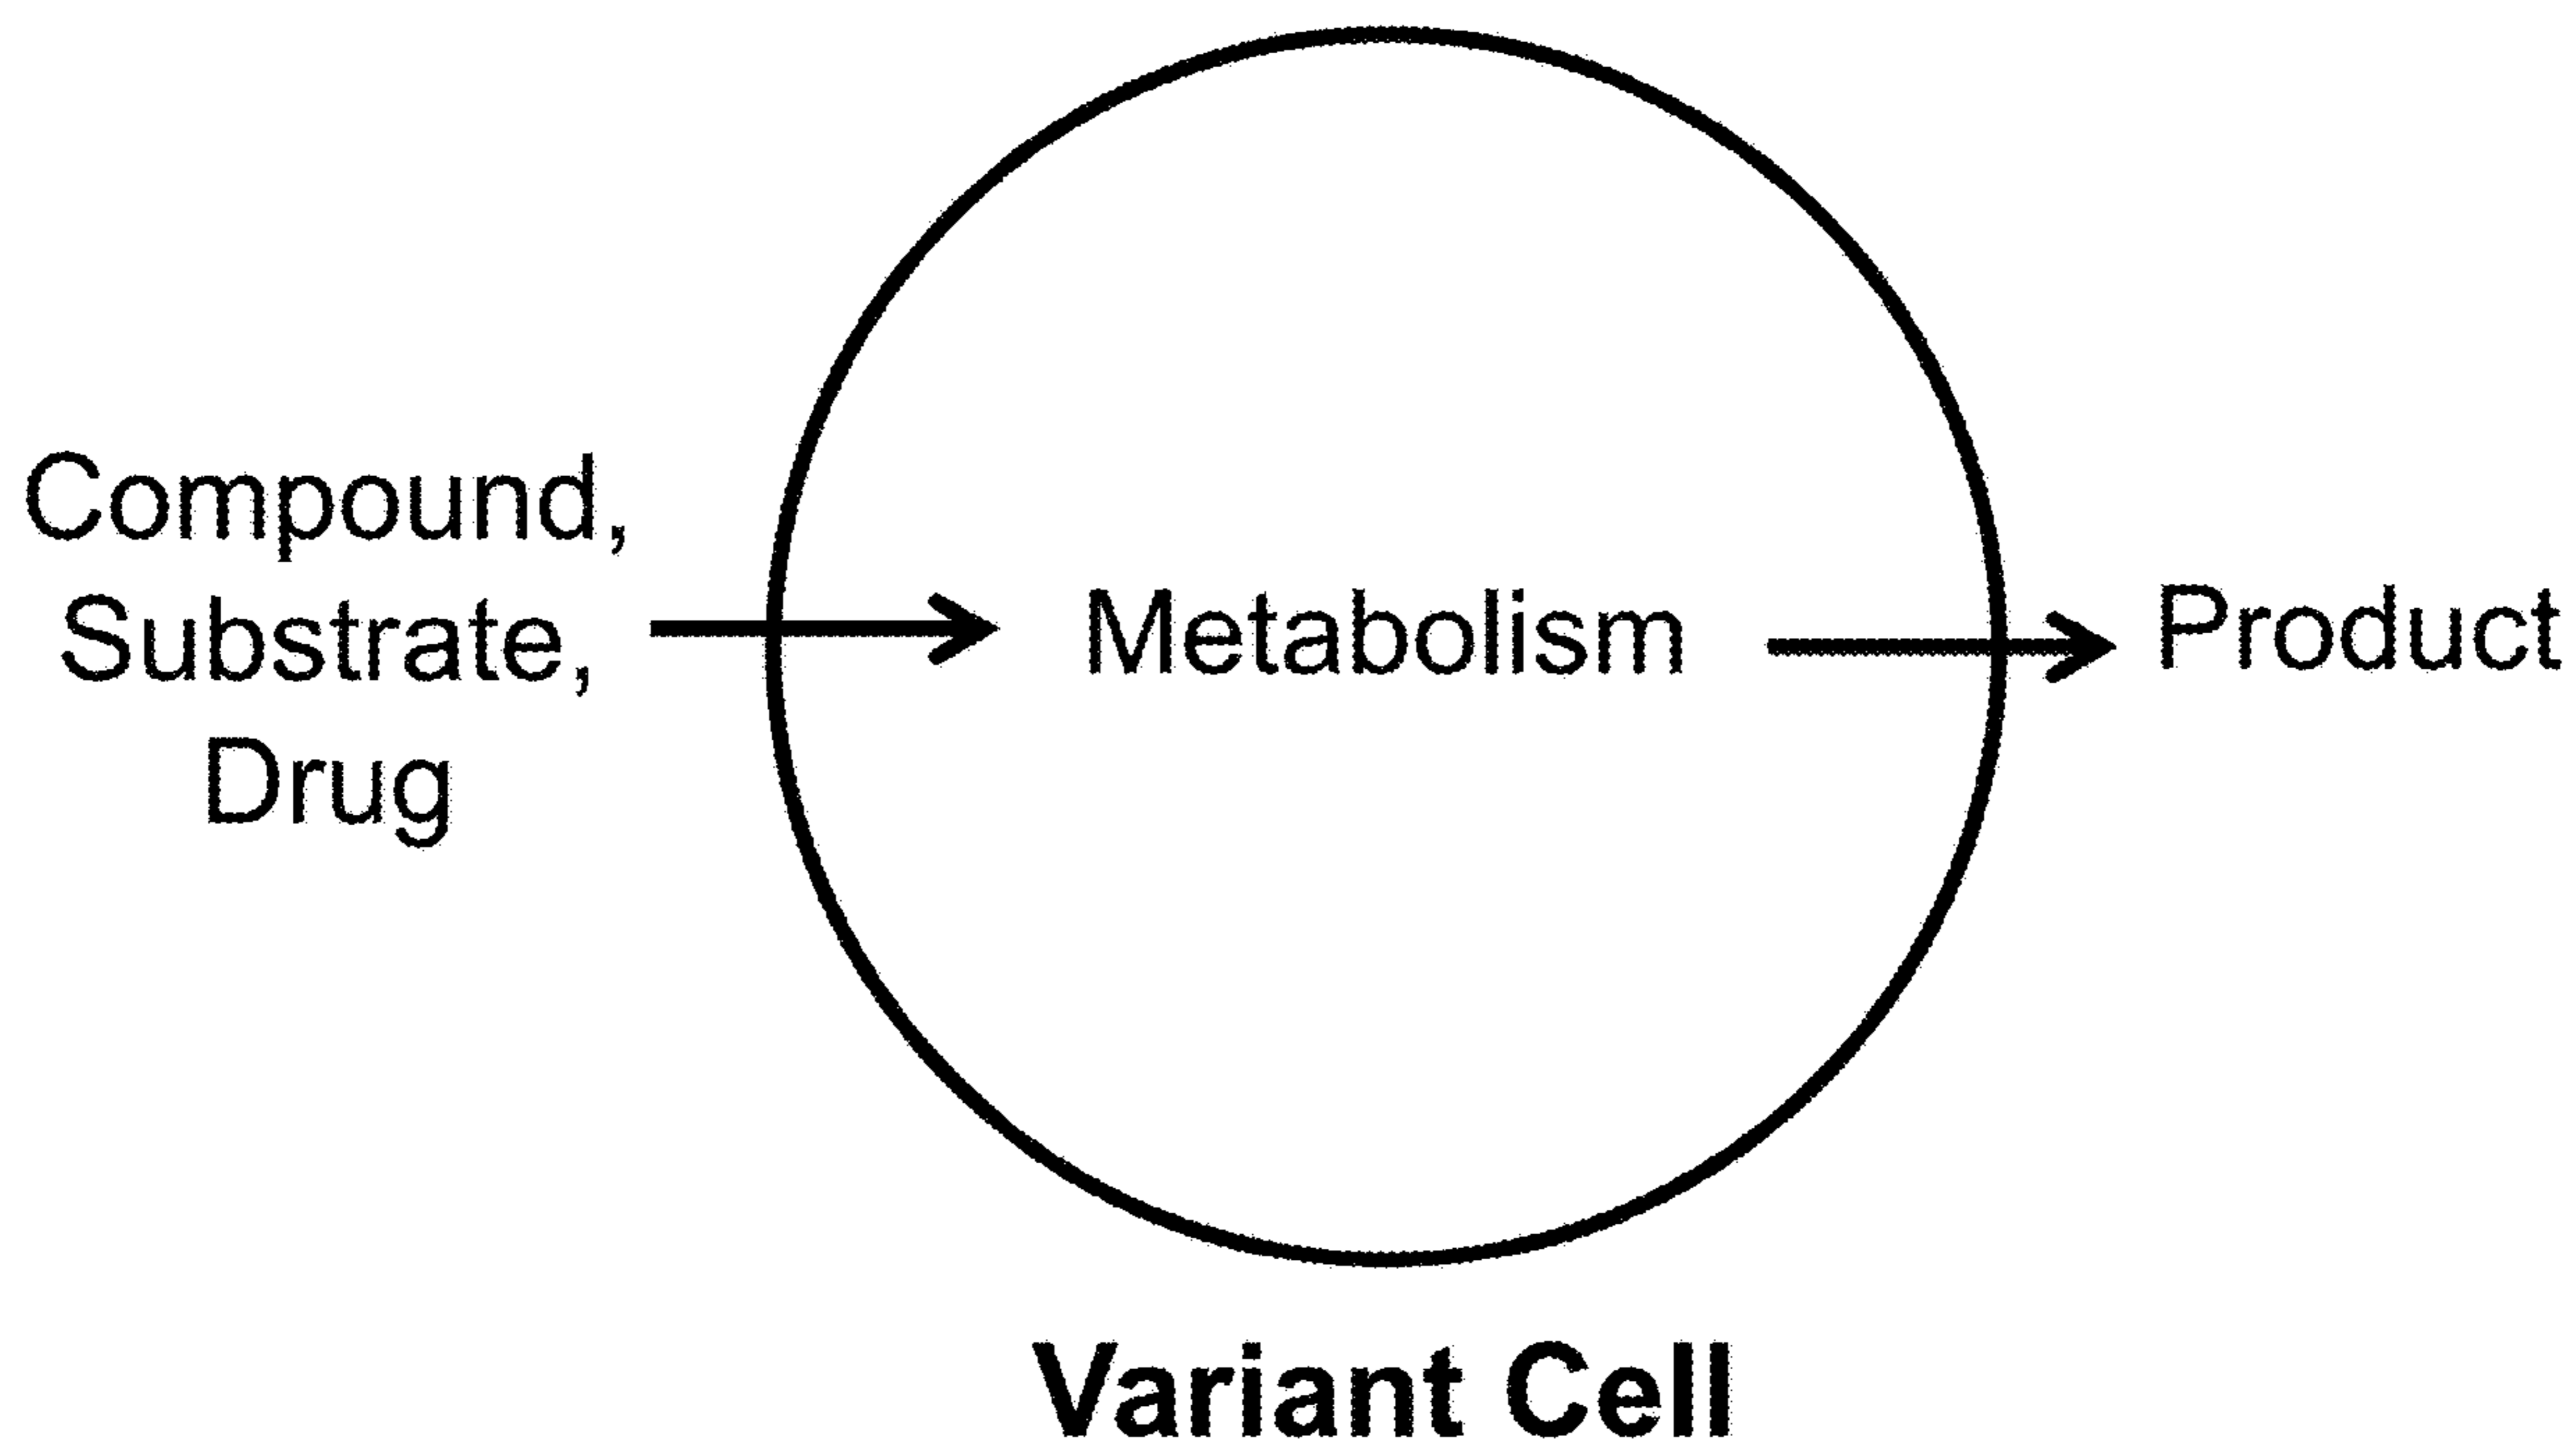 Compound,
Substrate,
Drug
Metabolism
Product
Variant Cell